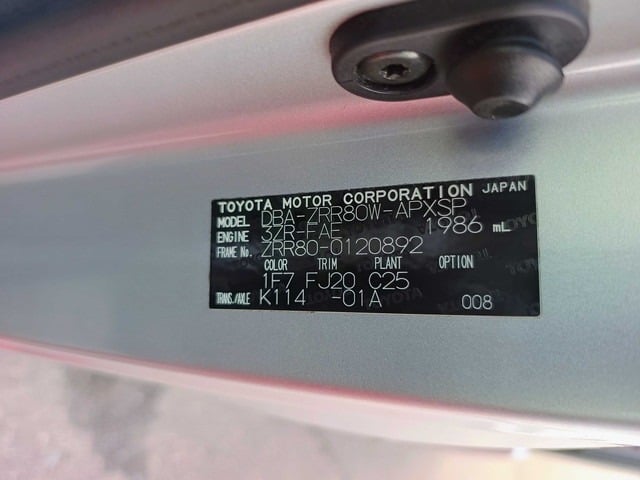 TOYOTA MOTOR CORPORATION JAPAN
MODEL DBA-ZRR80W-APXSP
ENGINE 3ZR-FAE 1986 mL
FRAME No. ZRR80-0120892
COLOR TRIM PLANT OPTION
1F7 FJ20 C25
TRANS./AXLE K114 -01A 008